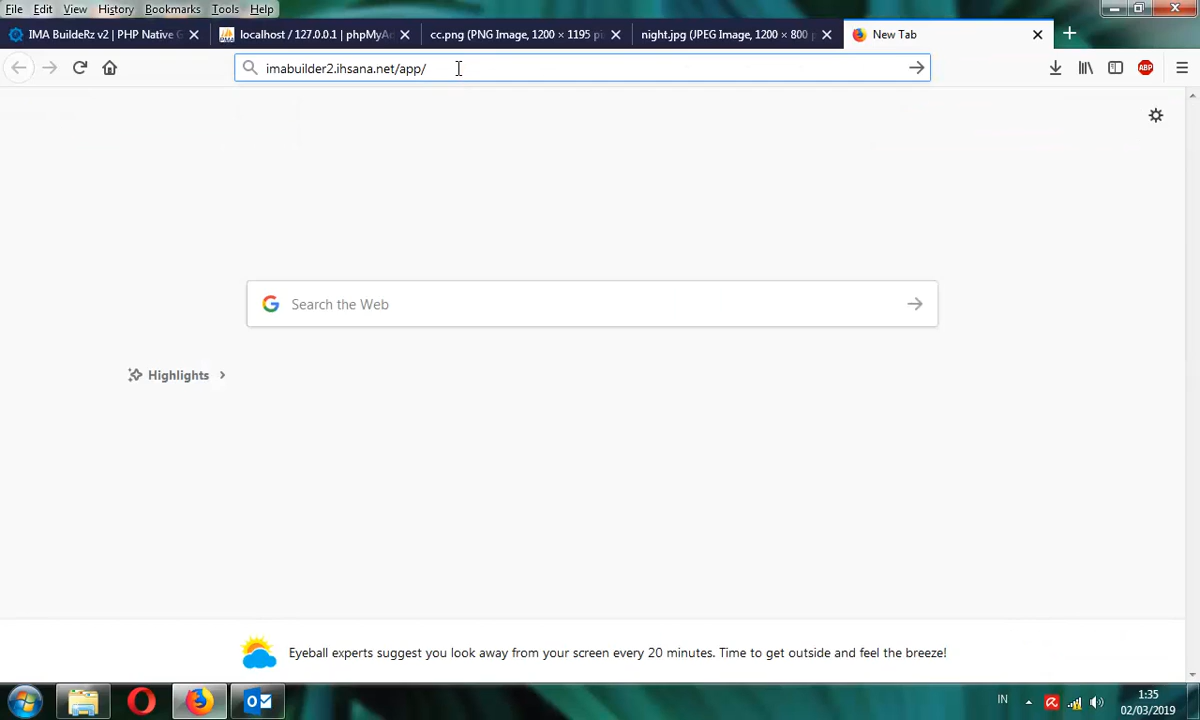 File Edit View History Bookmarks Tools Help
IMA BuildeRz v2 | PHP Native G
localhost / 127.0.0.1 | phpMyAd
cc.png (PNG Image, 1200 × 1195 pi
night.jpg (JPEG Image, 1200 × 800 p
New Tab
imabuilder2.ihsana.net/app/
ABP
G Search the Web
Highlights
Eyeball experts suggest you look away from your screen every 20 minutes. Time to get outside and feel the breeze!
IN
1:35
02/03/2019